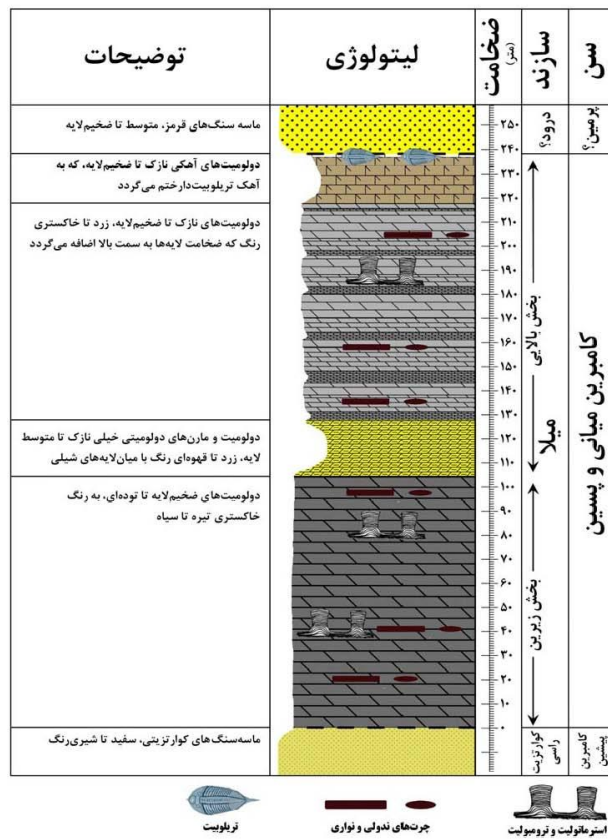 سن
سازند
ضخامت
(متر)
لیتولوژی
توضیحات
پرمین؟
درود؟
ماسه سنگ‌های قرمز، متوسط تا ضخیم‌لایه
دولومیت‌های آهکی نازک تا ضخیم‌لایه، که به
آهک تریلوبیت‌دارختم می‌گردد
دولومیت‌های نازک تا ضخیم‌لایه، زرد تا خاکستری
رنگ که ضخامت لایه‌ها به سمت بالا اضافه می‌گردد
دولومیت و مارن‌های دولومیتی خیلی نازک تا متوسط
لایه، زرد تا قهوه‌ای رنگ با میان‌لایه‌های شیلی
دولومیت‌های ضخیم‌لایه تا توده‌ای، به رنگ
خاکستری تیره تا سیاه
ماسه‌سنگ‌های کوارتزیتی، سفید تا شیری‌رنگ
کامبرین میانی و پسین
میلا
بخش بالایی
بخش زیرین
۲۵۰
۲۴۰
۲۳۰
۲۲۰
۲۱۰
۲۰۰
۱۹۰
۱۸۰
۱۷۰
۱۶۰
۱۵۰
۱۴۰
۱۳۰
۱۲۰
۱۱۰
۱۰۰
۹۰
۸۰
۷۰
۶۰
۵۰
۴۰
۳۰
۲۰
۱۰
۰
کامبرین
پیشین
کوارتزیت
راسی
استرماتولیت و ترومبولیت
چرت‌های ندولی و نواری
تریلوبیت